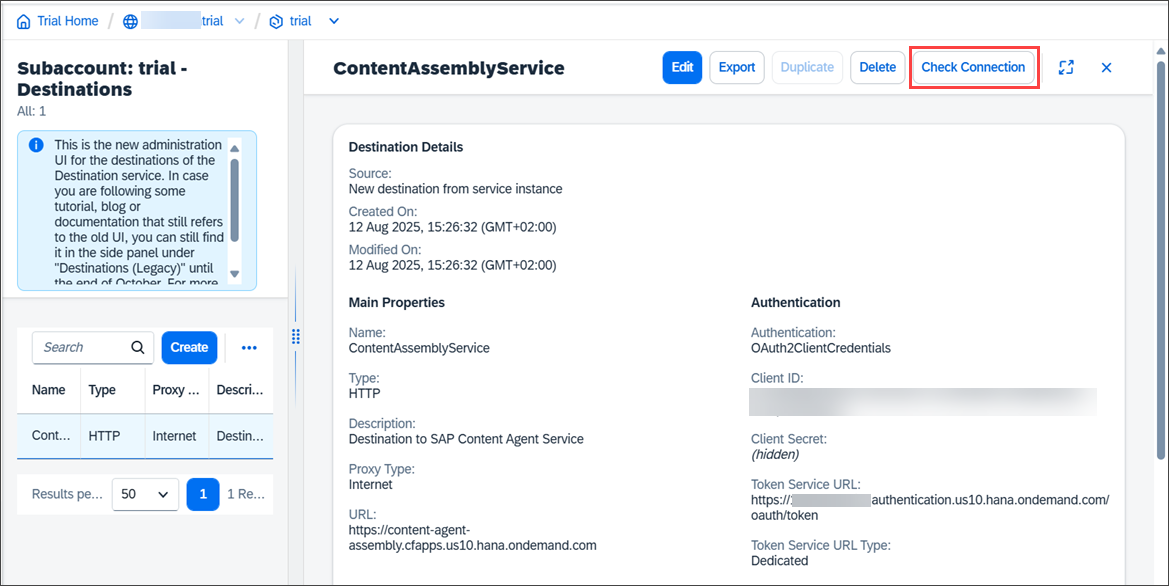 Trial Home / trial / trial
Subaccount: trial -
Destinations
All: 1
This is the new administration
UI for the destinations of the
Destination service. In case
you are following some
tutorial, blog or
documentation that still refers
to the old UI, you can still find
it in the side panel under
"Destinations (Legacy)" until
the end of October. For more
Search
Create
Name Type Proxy ... Descri...
Cont... HTTP Internet Destin...
Results pe... 50 1 1 Re...
ContentAssemblyService
Edit Export Duplicate Delete Check Connection
Destination Details
Source:
New destination from service instance
Created On:
12 Aug 2025, 15:26:32 (GMT+02:00)
Modified On:
12 Aug 2025, 15:26:32 (GMT+02:00)
Main Properties
Name:
ContentAssemblyService
Type:
HTTP
Description:
Destination to SAP Content Agent Service
Proxy Type:
Internet
URL:
https://content-agent-
assembly.cfapps.us10.hana.ondemand.com
Authentication
Authentication:
OAuth2ClientCredentials
Client ID:
Client Secret:
(hidden)
Token Service URL:
https:// authentication.us10.hana.ondemand.com/
oauth/token
Token Service URL Type:
Dedicated